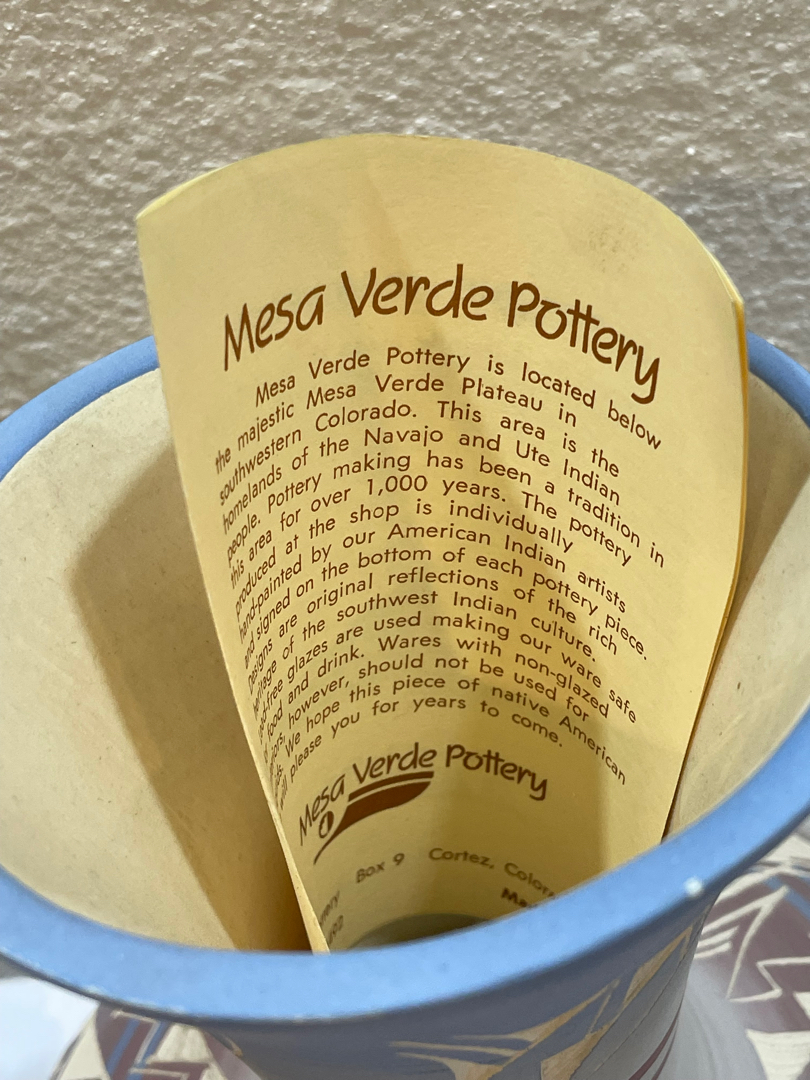 Mesa Verde Pottery
Mesa Verde Pottery is located below
the majestic Mesa Verde Plateau in
southwestern Colorado. This area is the
homelands of the Navajo and Ute Indian
people. Pottery making has been a tradition in
this area for over 1,000 years. The pottery
produced at the shop is individually
hand-painted by our American Indian artists
and signed on the bottom of each pottery piece.
Designs are original reflections of the rich
heritage of the southwest Indian culture.
glazes are used making our ware safe
food and drink. Wares with non-glazed
however, should not be used for
We hope this piece of native American
will please you for years to come.
Mesa Verde Pottery
Box 9 Cortez,